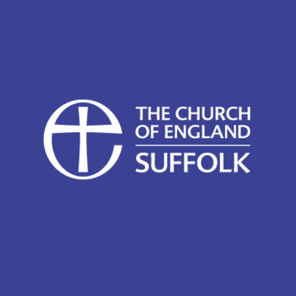 THE CHURCH
OF ENGLAND
SUFFOLK